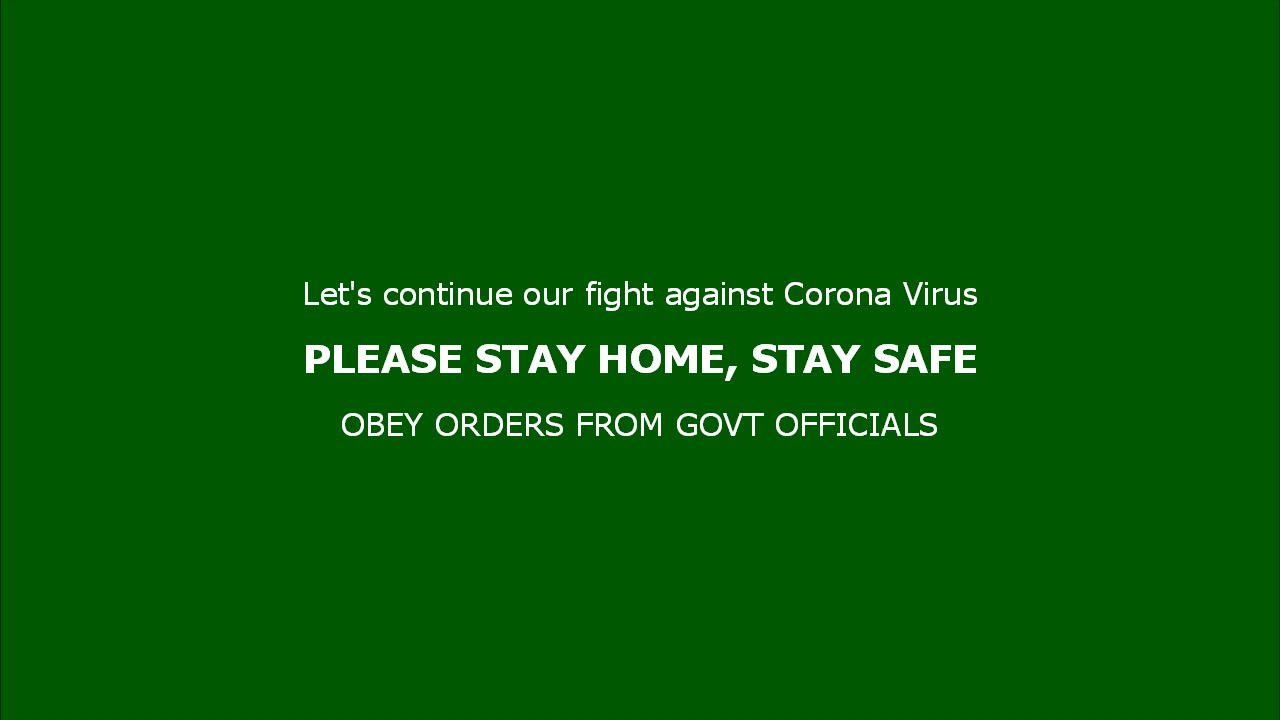 Let's continue our fight against Corona Virus
PLEASE STAY HOME, STAY SAFE
OBEY ORDERS FROM GOVT OFFICIALS